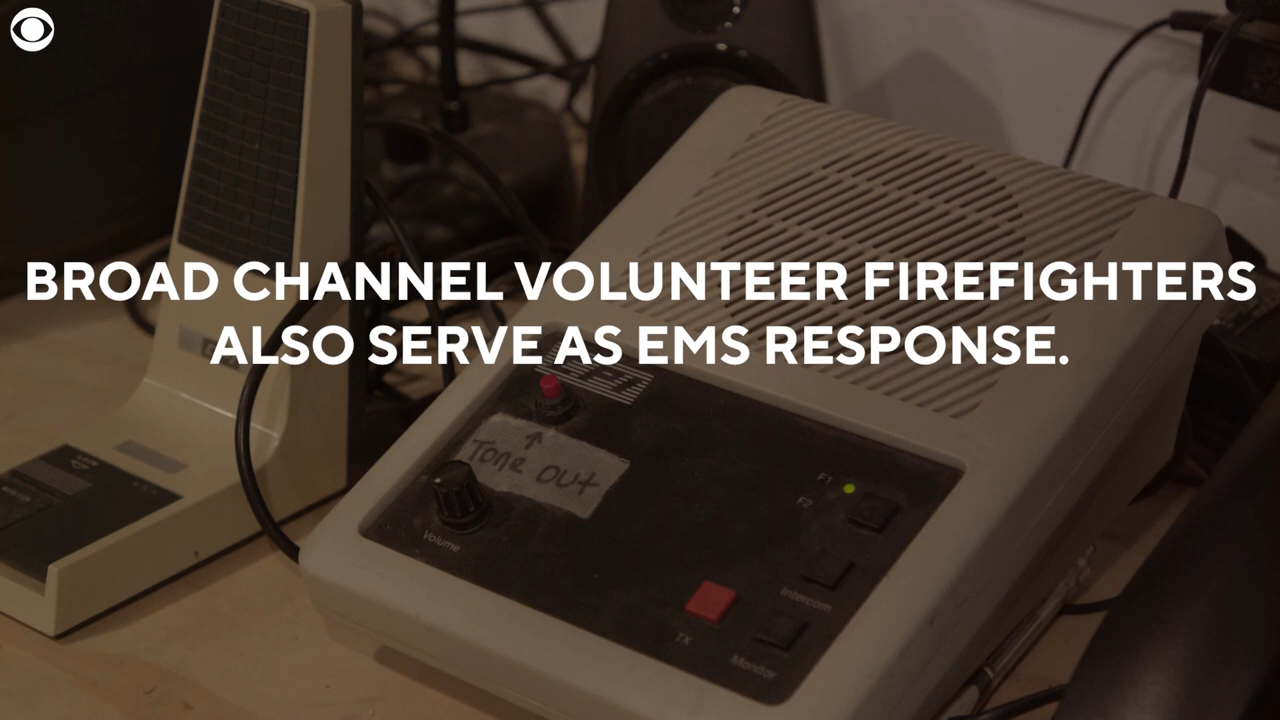 BROAD CHANNEL VOLUNTEER FIREFIGHTERS
ALSO SERVE AS EMS RESPONSE.
Tone out
F1
F2
Volume
Intercom
TX
Monitor